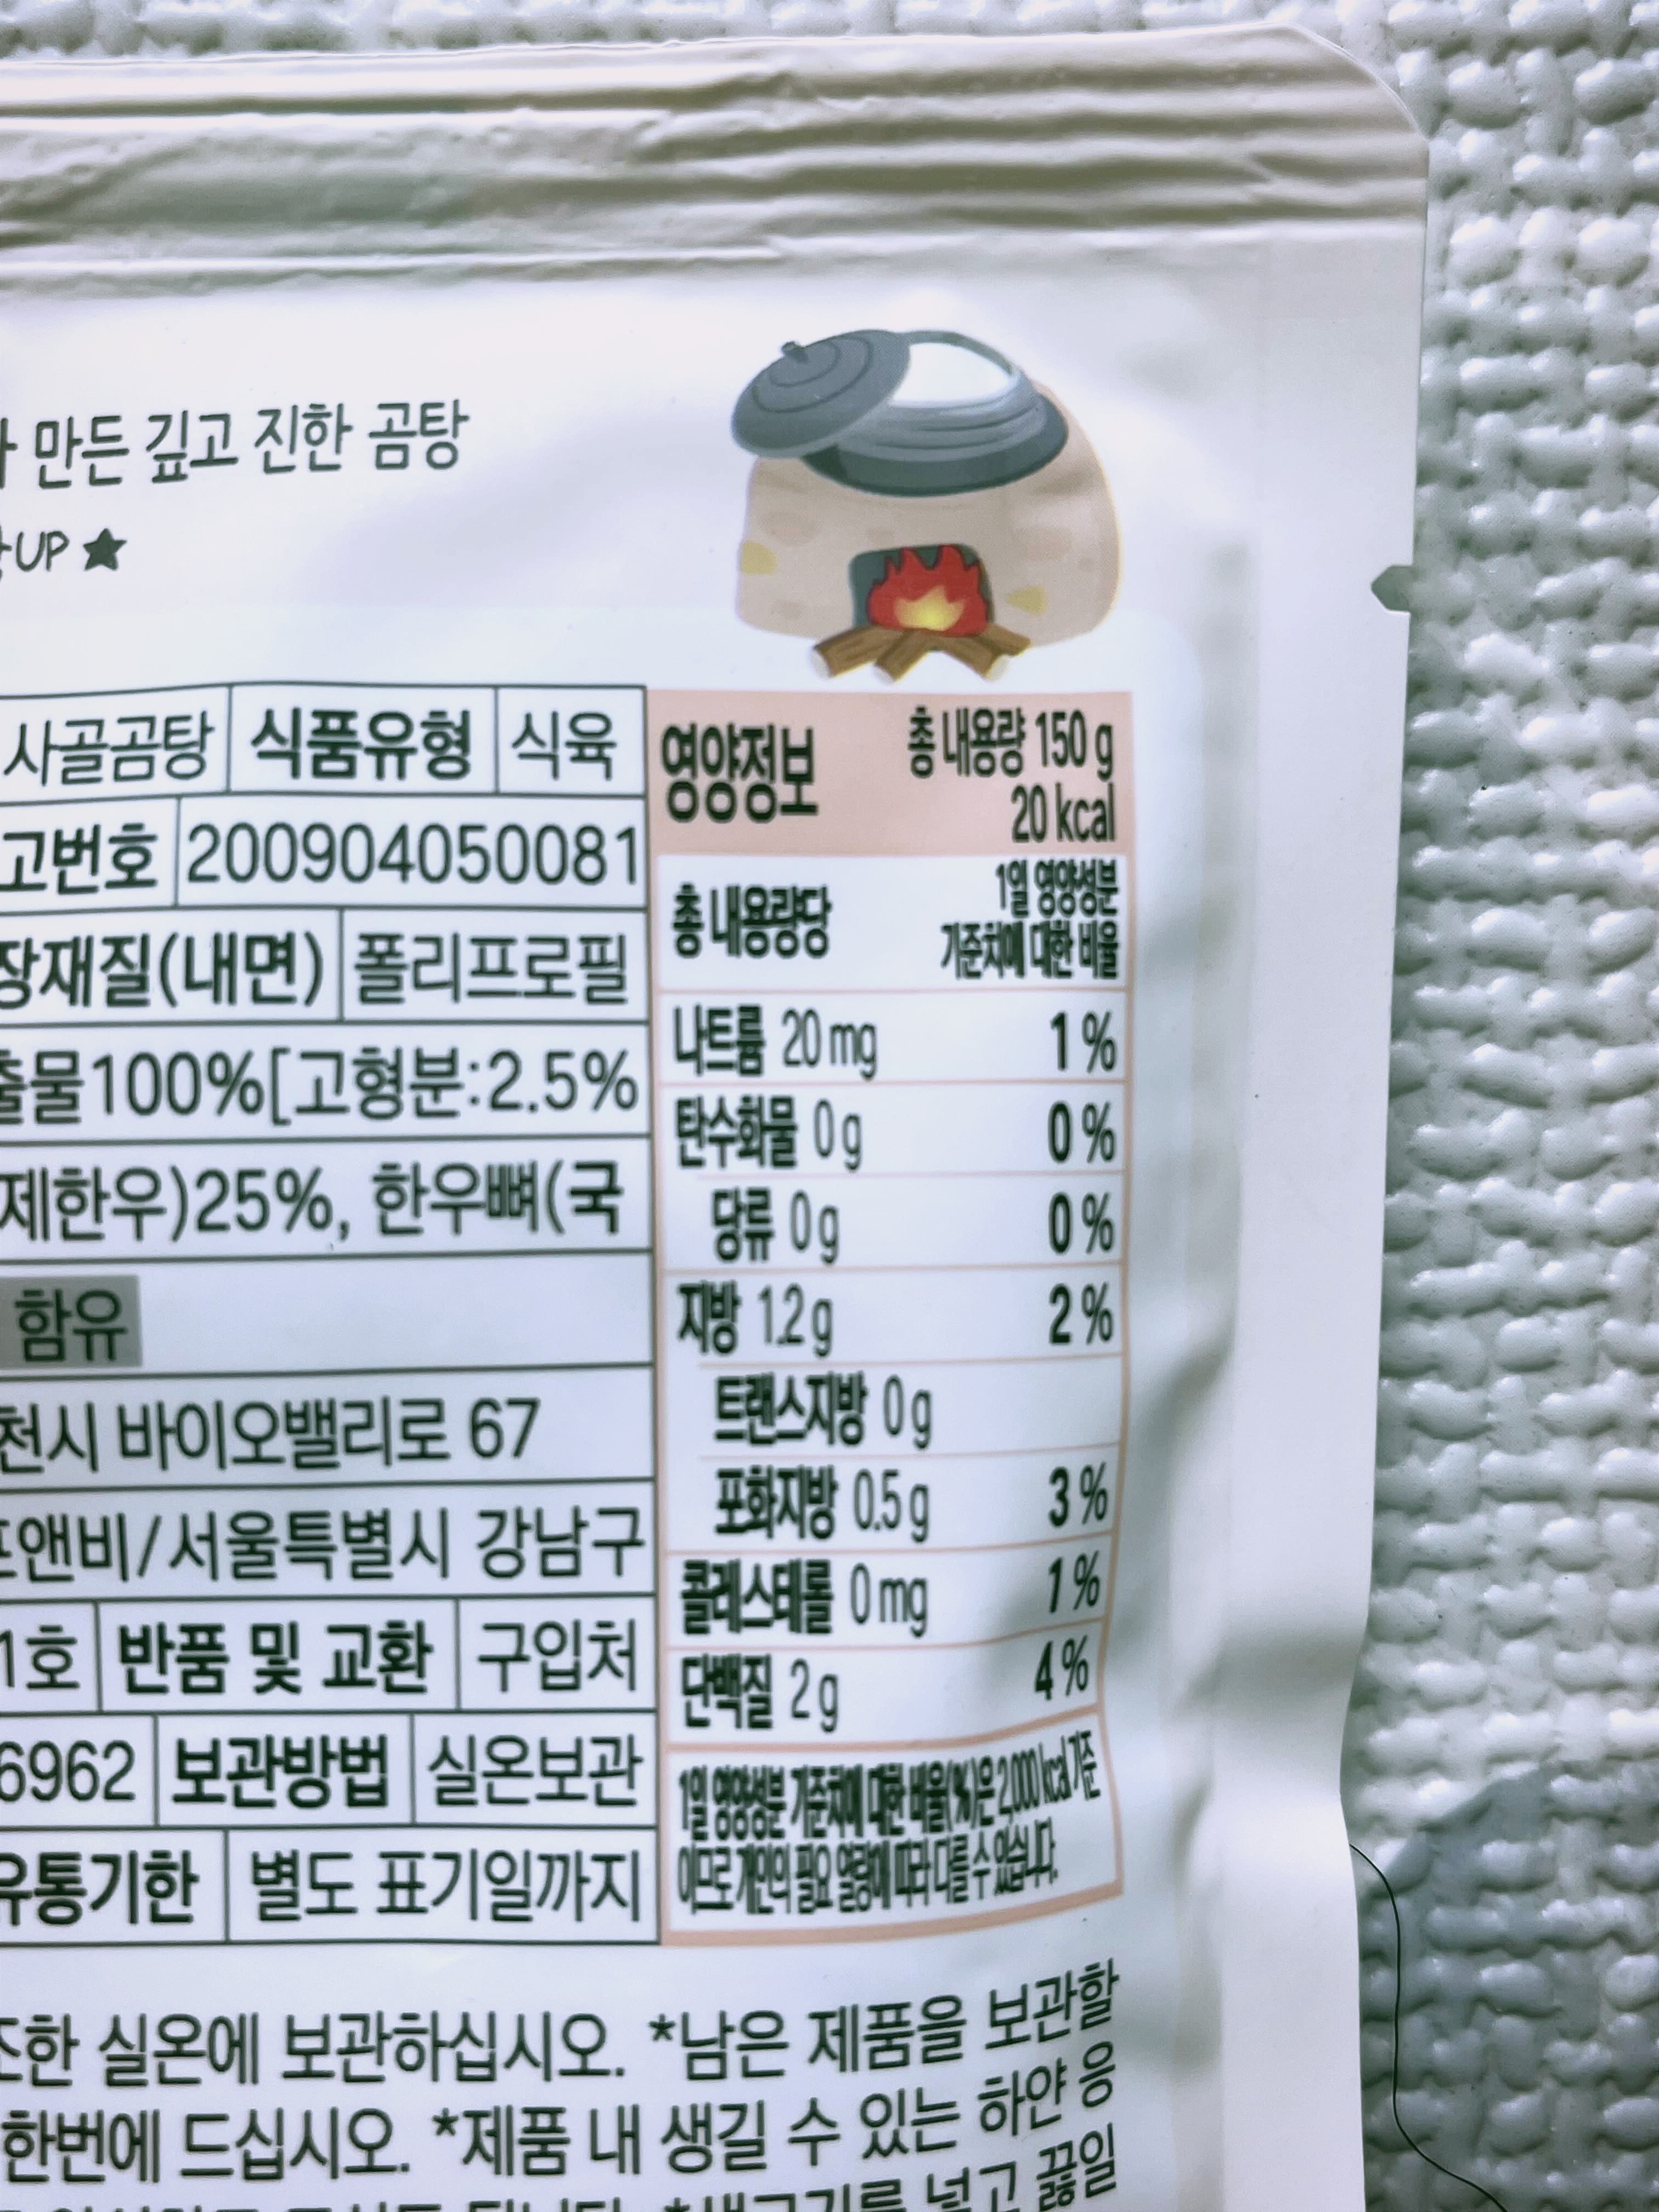 만든 깊고 진한 곰탕
UP ★
사골곰탕 식품유형 식육
고번호 200904050081
장재질(내면) 폴리프로필
출물100%[고형분:2.5%
제한우)25%, 한우뼈(국
함유
천시 바이오밸리로 67
앤비/서울특별시 강남구
1호 반품 및 교환 구입처
6962 보관방법 실온보관
유통기한 별도 표기일까지
영양정보 총 내용량 150 g
20 kcal
총 내용량당 1일 영양성분
기준치에 대한 비율
나트륨 20 mg 1 %
탄수화물 0 g 0 %
당류 0 g 0 %
지방 1.2 g 2 %
트랜스지방 0 g
포화지방 0.5 g 3 %
콜레스테롤 0 mg 1 %
단백질 2 g 4 %
1일 영양성분 기준치에 대한 비율(%)은 2,000 kcal 기준
이므로 개인의 필요 열량에 따라 다를 수 있습니다.
조한 실온에 보관하십시오. *남은 제품을 보관할
한번에 드십시오. *제품 내 생길 수 있는 하얀 응
넣고 끓일